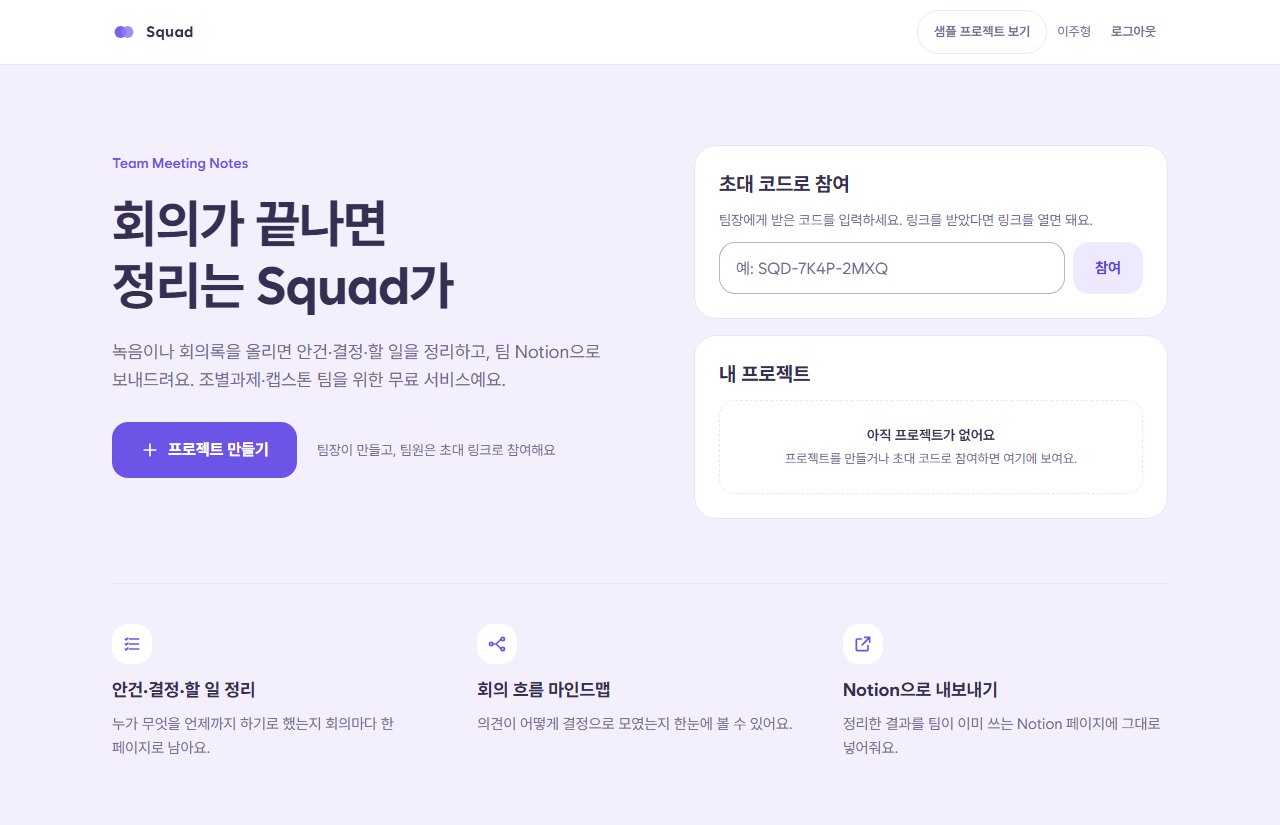 Squad
샘플 프로젝트 보기
이주형
로그아웃
Team Meeting Notes
회의가 끝나면
정리는 Squad가
녹음이나 회의록을 올리면 안건·결정·할 일을 정리하고, 팀 Notion으로
보내드려요. 조별과제·캡스톤 팀을 위한 무료 서비스예요.
프로젝트 만들기
팀장이 만들고, 팀원은 초대 링크로 참여해요
초대 코드로 참여
팀장에게 받은 코드를 입력하세요. 링크를 받았다면 링크를 열면 돼요.
예: SQD-7K4P-2MXQ
참여
내 프로젝트
아직 프로젝트가 없어요
프로젝트를 만들거나 초대 코드로 참여하면 여기에 보여요.
안건·결정·할 일 정리
누가 무엇을 언제까지 하기로 했는지 회의마다 한
페이지로 남아요.
회의 흐름 마인드맵
의견이 어떻게 결정으로 모였는지 한눈에 볼 수 있어요.
Notion으로 내보내기
정리한 결과를 팀이 이미 쓰는 Notion 페이지에 그대로
넣어줘요.